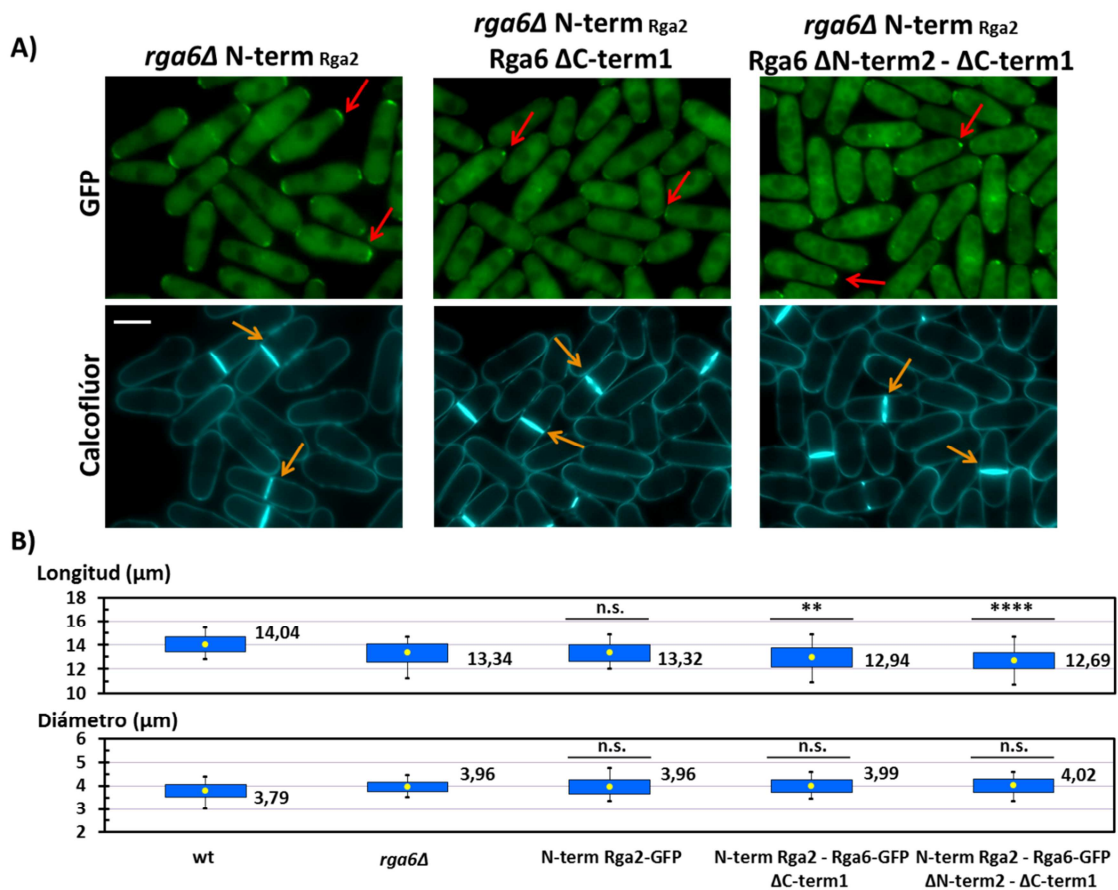 A)
rga6Δ N-term Rga2
rga6Δ N-term Rga2
Rga6 ΔC-term1
rga6Δ N-term Rga2
Rga6 ΔN-term2 - ΔC-term1
GFP
Calcoflúor
B)
Longitud (μm)
18
16
14
12
10
14,04
13,34
n.s.
13,32
**
12,94
****
12,69
Diámetro (μm)
6
5
4
3
2
3,79
3,96
n.s.
3,96
n.s.
3,99
n.s.
4,02
wt
rga6Δ
N-term Rga2-GFP
N-term Rga2 - Rga6-GFP
ΔC-term1
N-term Rga2 - Rga6-GFP
ΔN-term2 - ΔC-term1